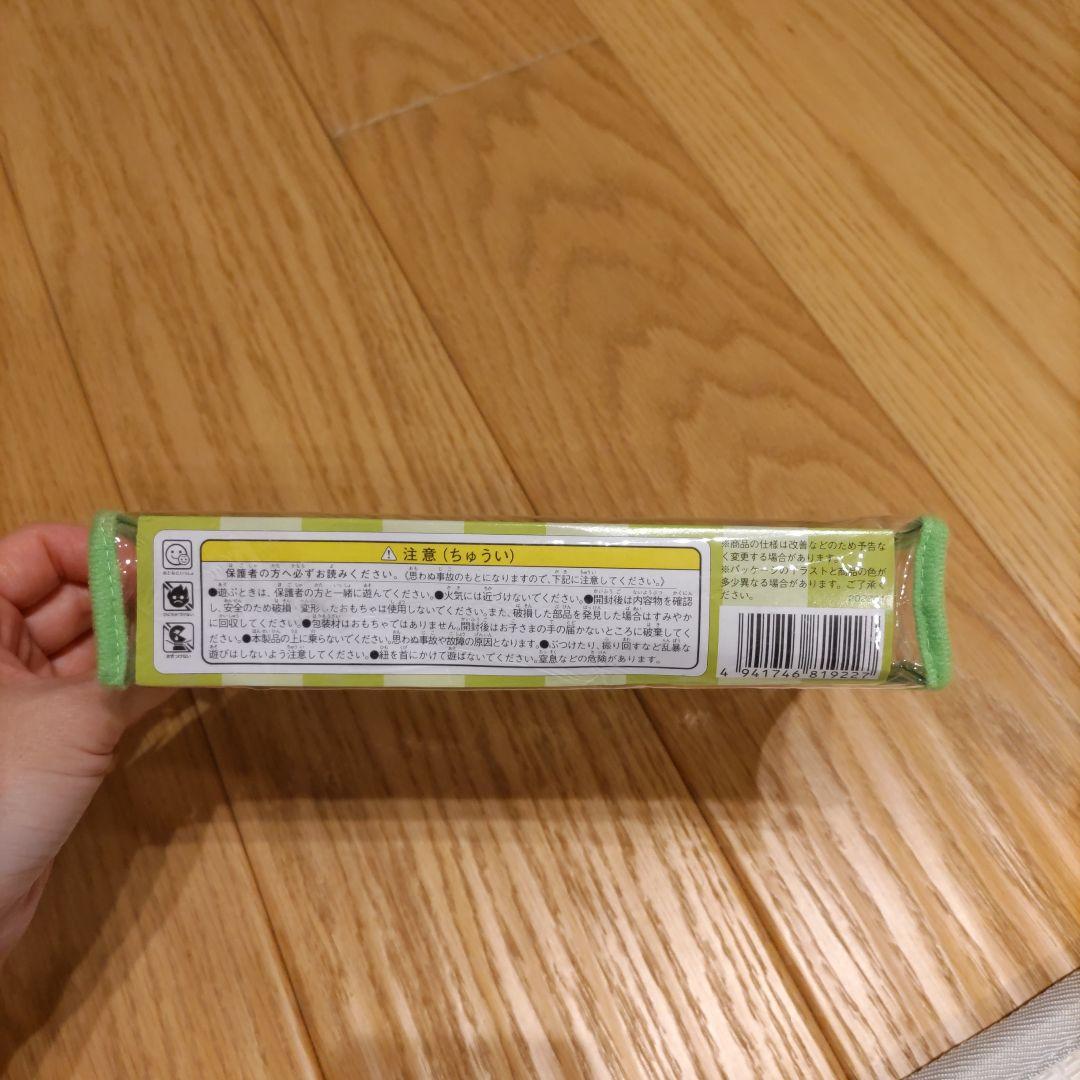 注意(ちゅうい)
保護者の方へ必ずお読みください。《思わぬ事故のもとになりますので、下記に注意してください。》
●遊ぶときは、保護者の方と一緒に遊んでください。●火気には近づけないでください。●開封後は内容物を確認
し、安全のため破損・変形したおもちゃは使用しないでください。また、破損した部品を発見した場合はすみやか
に回収してください。●包装材はおもちゃではありません。開封後はお子さまの手の届かないところに破棄してく
ださい。●本製品の上に乗らないでください。思わぬ事故や故障の原因となります。●ぶつけたり、振り回すなど乱暴な
遊びはしないよう注意してください。●紐を首にかけて遊ばないでください。窒息などの危険があります。
※商品の仕様は改善などのため予告な
く変更する場合があります。
※パッケージのイラストと商品の色が
多少異なる場合があります。ご了承く
ださい。
4 941746 819227